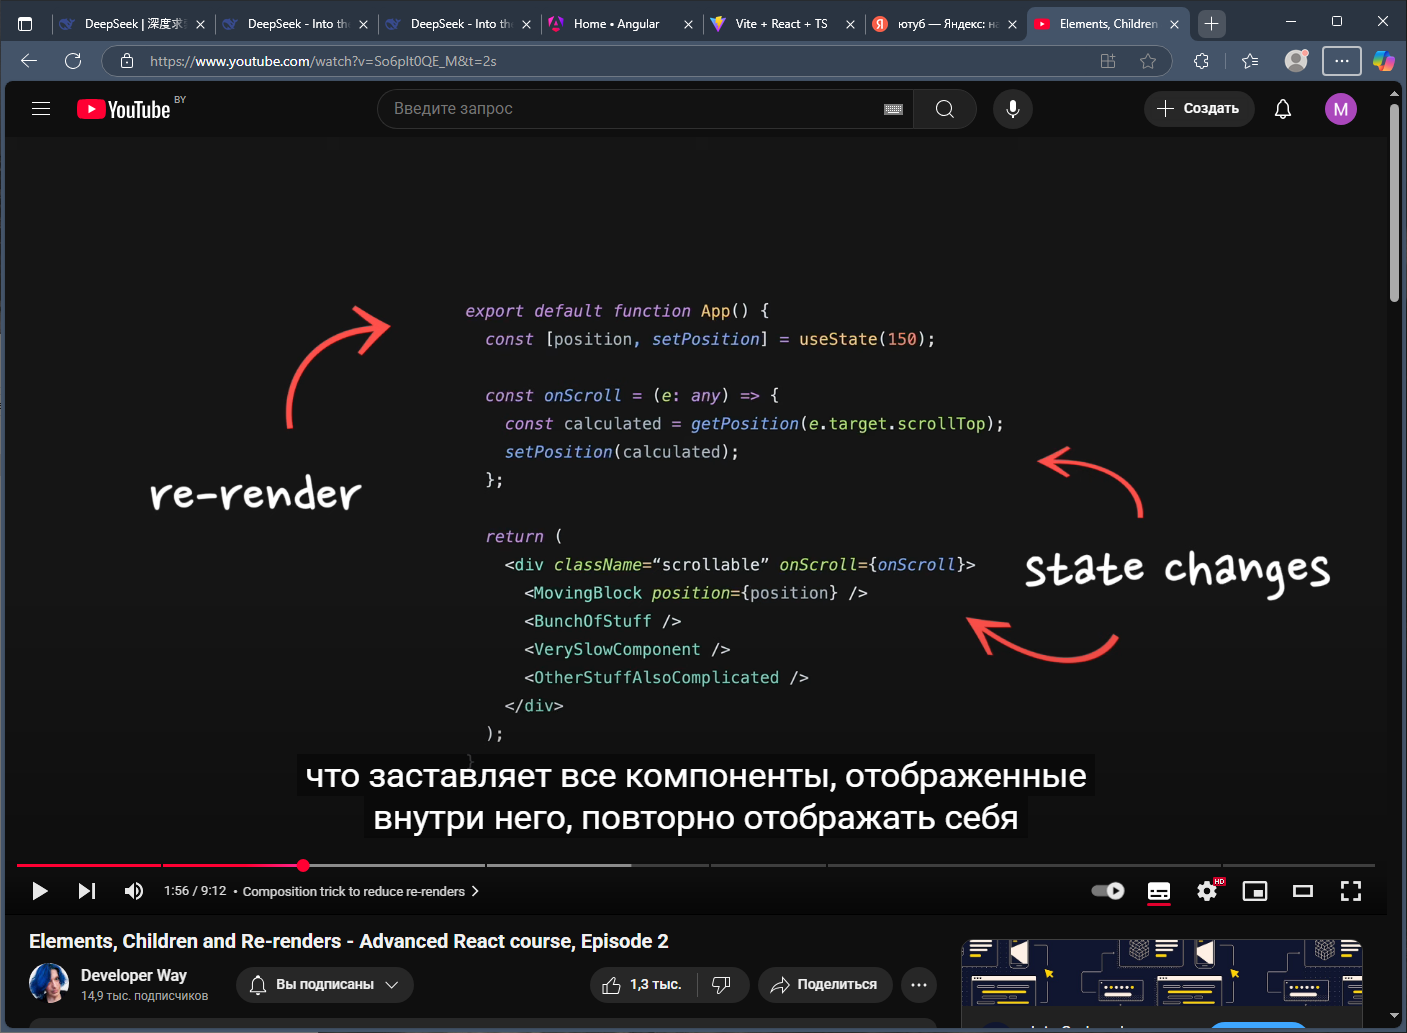 DeepSeek | 深度求
DeepSeek - Into th
DeepSeek - Into th
Home • Angular
Vite + React + TS
ютуб — Яндекс: на
Elements, Children
https://www.youtube.com/watch?v=So6plt0QE_M&t=2s
YouTube BY
Введите запрос
Создать
M
export default function App() {
const [position, setPosition] = useState(150);
const onScroll = (e: any) => {
const calculated = getPosition(e.target.scrollTop);
setPosition(calculated);
};
re-render
return (
<div className=“scrollable” onScroll={onScroll}>
state changes
<MovingBlock position={position} />
<BunchOfStuff />
<VerySlowComponent />
<OtherStuffAlsoComplicated />
</div>
);
}
что заставляет все компоненты, отображенные
внутри него, повторно отображать себя
1:56 / 9:12 • Composition trick to reduce re-renders
HD
Elements, Children and Re-renders - Advanced React course, Episode 2
Developer Way
14,9 тыс. подписчиков
Вы подписаны
1,3 тыс.
Поделиться